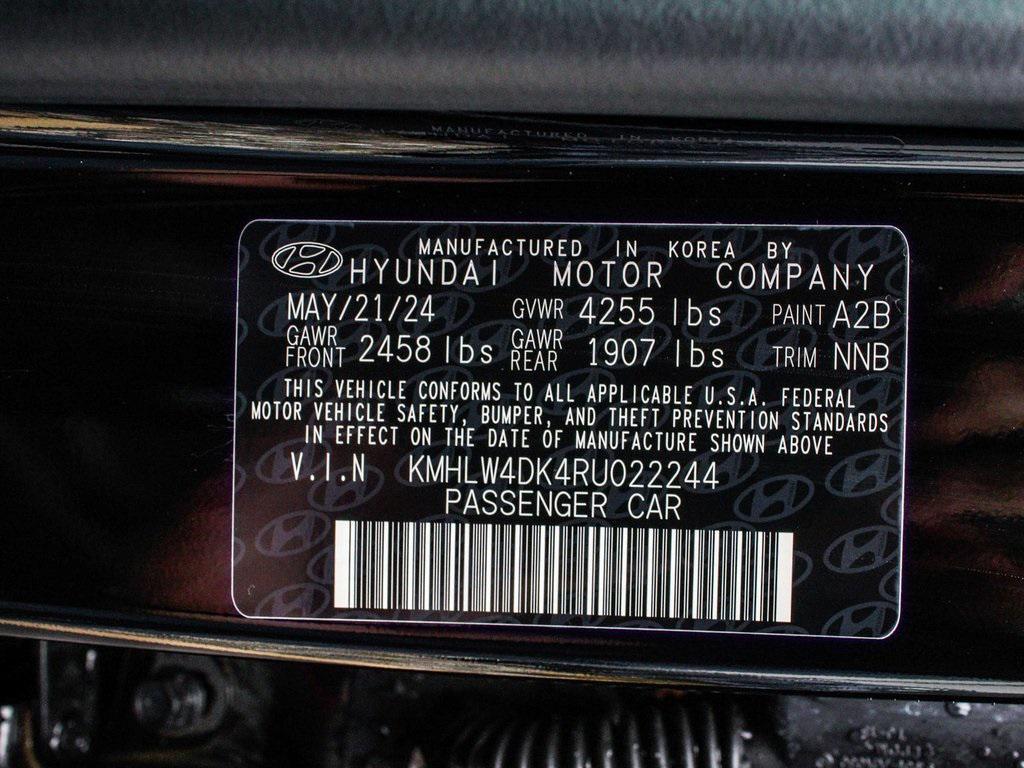 MANUFACTURED IN KOREA
MANUFACTURED IN KOREA BY
HYUNDAI MOTOR COMPANY
MAY/21/24 GVWR 4255 lbs PAINT A2B
GAWR FRONT 2458 lbs GAWR REAR 1907 lbs TRIM NNB
THIS VEHICLE CONFORMS TO ALL APPLICABLE U.S.A. FEDERAL
MOTOR VEHICLE SAFETY, BUMPER, AND THEFT PREVENTION STANDARDS
IN EFFECT ON THE DATE OF MANUFACTURE SHOWN ABOVE
V.I.N KMHLW4DK4RU022244
PASSENGER CAR